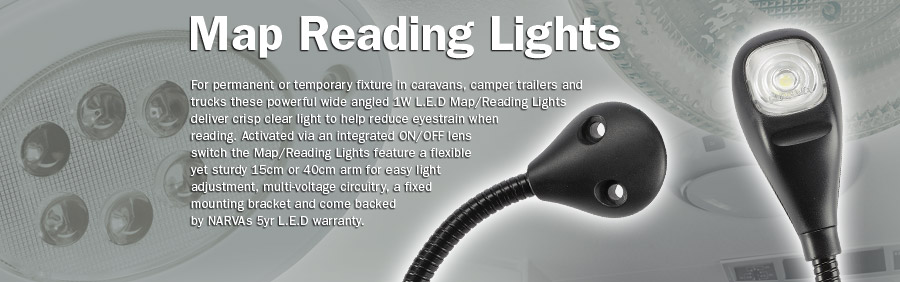 Map Reading Lights
For permanent or temporary fixture in caravans, camper trailers and
trucks these powerful wide angled 1W L.E.D Map/Reading Lights
deliver crisp clear light to help reduce eyestrain when
reading. Activated via an integrated ON/OFF lens
switch the Map/Reading Lights feature a flexible
yet sturdy 15cm or 40cm arm for easy light
adjustment, multi-voltage circuitry, a fixed
mounting bracket and come backed
by NARVAs 5yr L.E.D warranty.